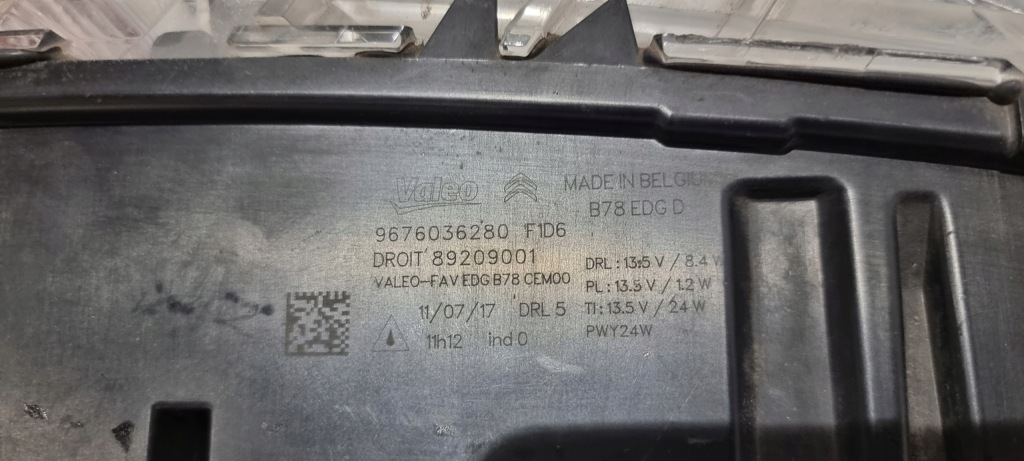 Valeo
MADE IN BELGIUM
B78 EDG D
9676036280 F1D6
DROIT 89209001
VALEO-FAV EDG B78 CEM00
11/07/17 DRL 5
11h12 ind 0
DRL : 13.5 V / 8.4 W
PL : 13.5 V / 1.2 W
TI : 13.5 V / 24 W
PWY24W